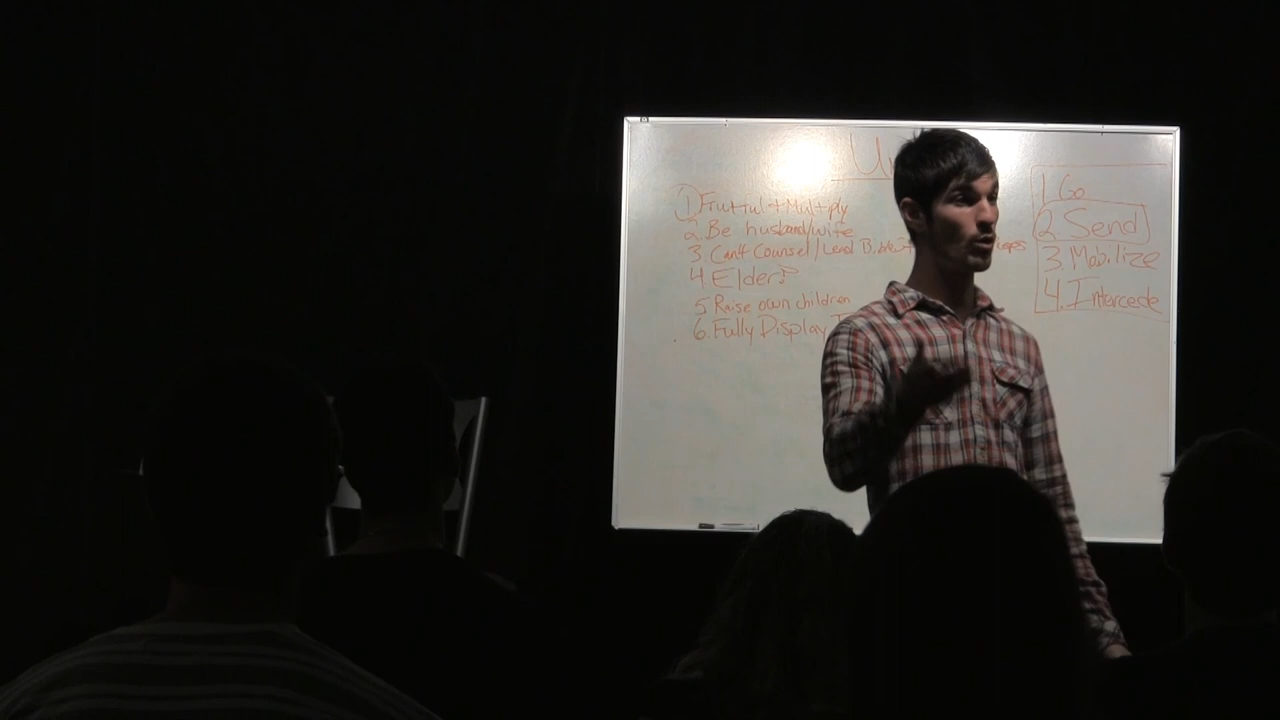 1 Fruitful + Multiply
2. Be husband/wife
3. Can't Counsel/Lead
4. Elder?
5 Raise own children
6. Fully Display
1. Go
2. Send
3. Mobilize
4. Intercede